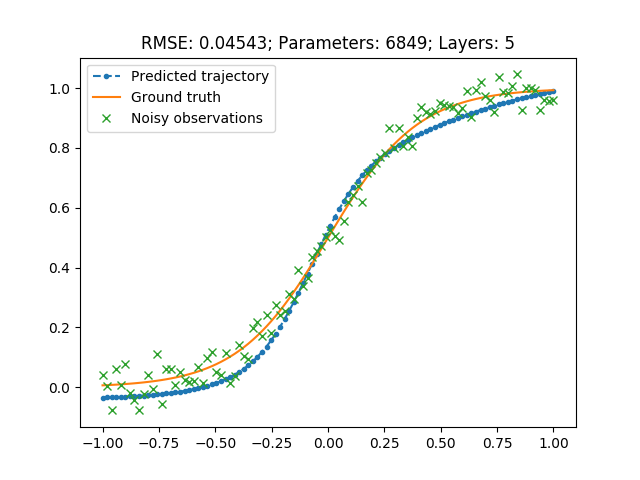 RMSE: 0.04543; Parameters: 6849; Layers: 5
Predicted trajectory
Ground truth
Noisy observations
1.0
0.8
0.6
0.4
0.2
0.0
−1.00 −0.75 −0.50 −0.25 0.00 0.25 0.50 0.75 1.00